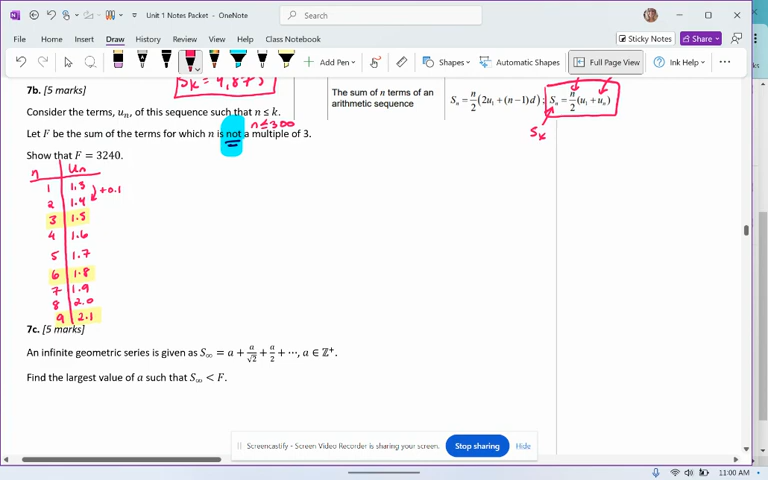 Unit 1 Notes Packet - OneNote
Search
File Home Insert Draw History Review View Help Class Notebook
Sticky Notes
Share
Add Pen
Shapes
Automatic Shapes
Full Page View
Ink Help
7b. [5 marks]
Consider the terms, uₙ, of this sequence such that n ≤ k.
n ≤ 300
Let F be the sum of the terms for which n is not a multiple of 3.
Show that F = 3240.
n uₙ
1 1.3
+0.1
2 1.4
3 1.5
4 1.6
5 1.7
6 1.8
7 1.9
8 2.0
9 2.1
The sum of n terms of an
arithmetic sequence
Sₙ = n/2 (2u₁ + (n − 1)d); Sₙ = n/2 (u₁ + uₙ)
Sₖ
7c. [5 marks]
An infinite geometric series is given as S∞ = a + a/√2 + a/2 + ⋯, a ∈ ℤ⁺.
Find the largest value of a such that S∞ < F.
Screencastify - Screen Video Recorder is sharing your screen.
Stop sharing
Hide
11:00 AM